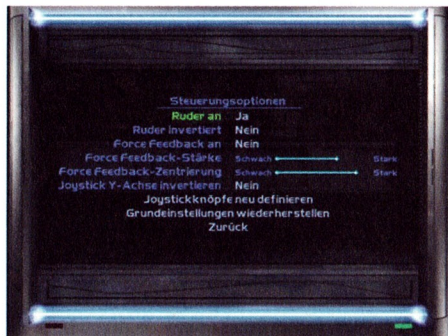 Steuerungsoptionen
Ruder an Ja
Ruder invertiert Nein
Force Feedback an Nein
Force Feedback-Stärke Schwach Stark
Force Feedback-Zentrierung Schwach Stark
Joystick Y-Achse invertieren Nein
Joystickknöpfe neu definieren
Grundeinstellungen wiederherstellen
Zurück